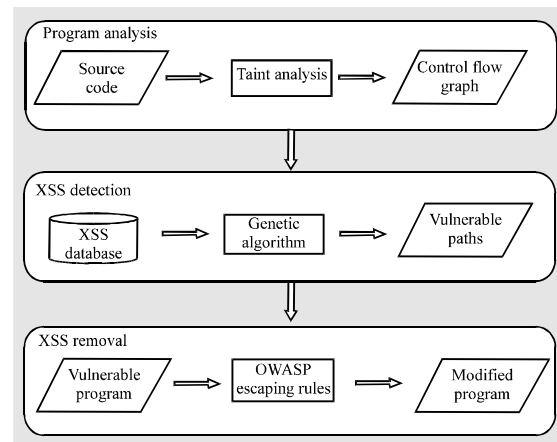 Program analysis
Source
code
Taint analysis
Control flow
graph
XSS detection
XSS
database
Genetic
algorithm
Vulnerable
paths
XSS removal
Vulnerable
program
OWASP
escaping rules
Modified
program